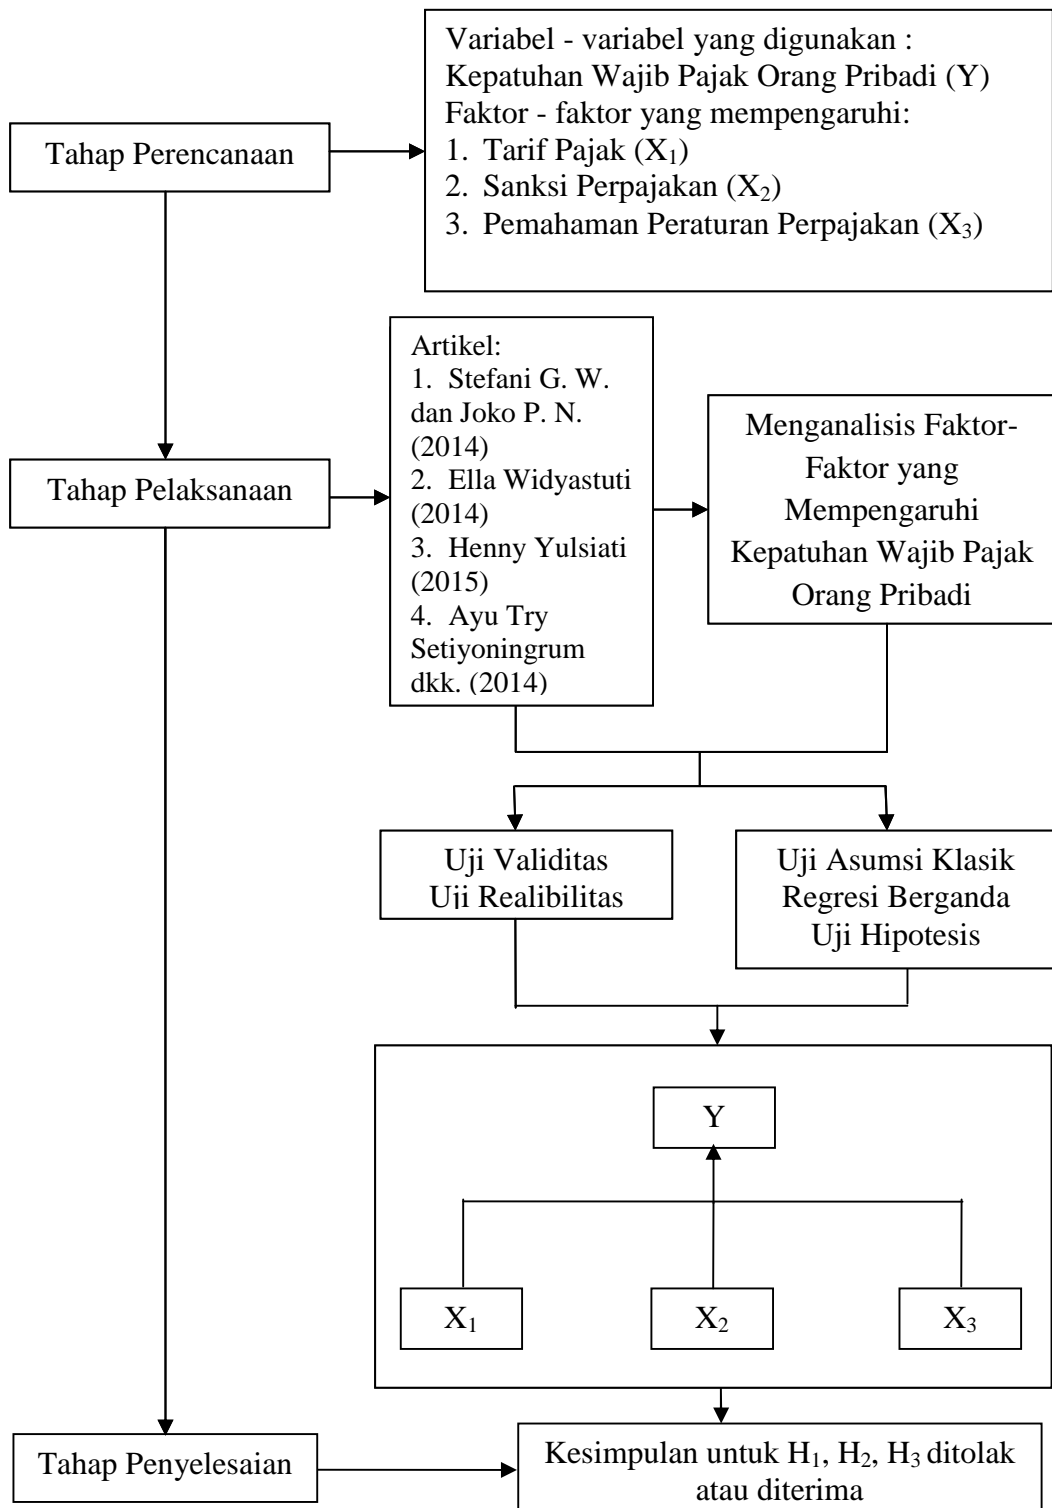 Variabel - variabel yang digunakan :
Kepatuhan Wajib Pajak Orang Pribadi (Y)
Faktor - faktor yang mempengaruhi:
1. Tarif Pajak (X₁)
2. Sanksi Perpajakan (X₂)
3. Pemahaman Peraturan Perpajakan (X₃)
Tahap Perencanaan
Artikel:
1. Stefani G. W.
dan Joko P. N.
(2014)
2. Ella Widyastuti
(2014)
3. Henny Yulsiati
(2015)
4. Ayu Try
Setiyoningrum
dkk. (2014)
Tahap Pelaksanaan
Menganalisis Faktor-
Faktor yang
Mempengaruhi
Kepatuhan Wajib Pajak
Orang Pribadi
Uji Validitas
Uji Realibilitas
Uji Asumsi Klasik
Regresi Berganda
Uji Hipotesis
Y
X₁
X₂
X₃
Tahap Penyelesaian
Kesimpulan untuk H₁, H₂, H₃ ditolak
atau diterima